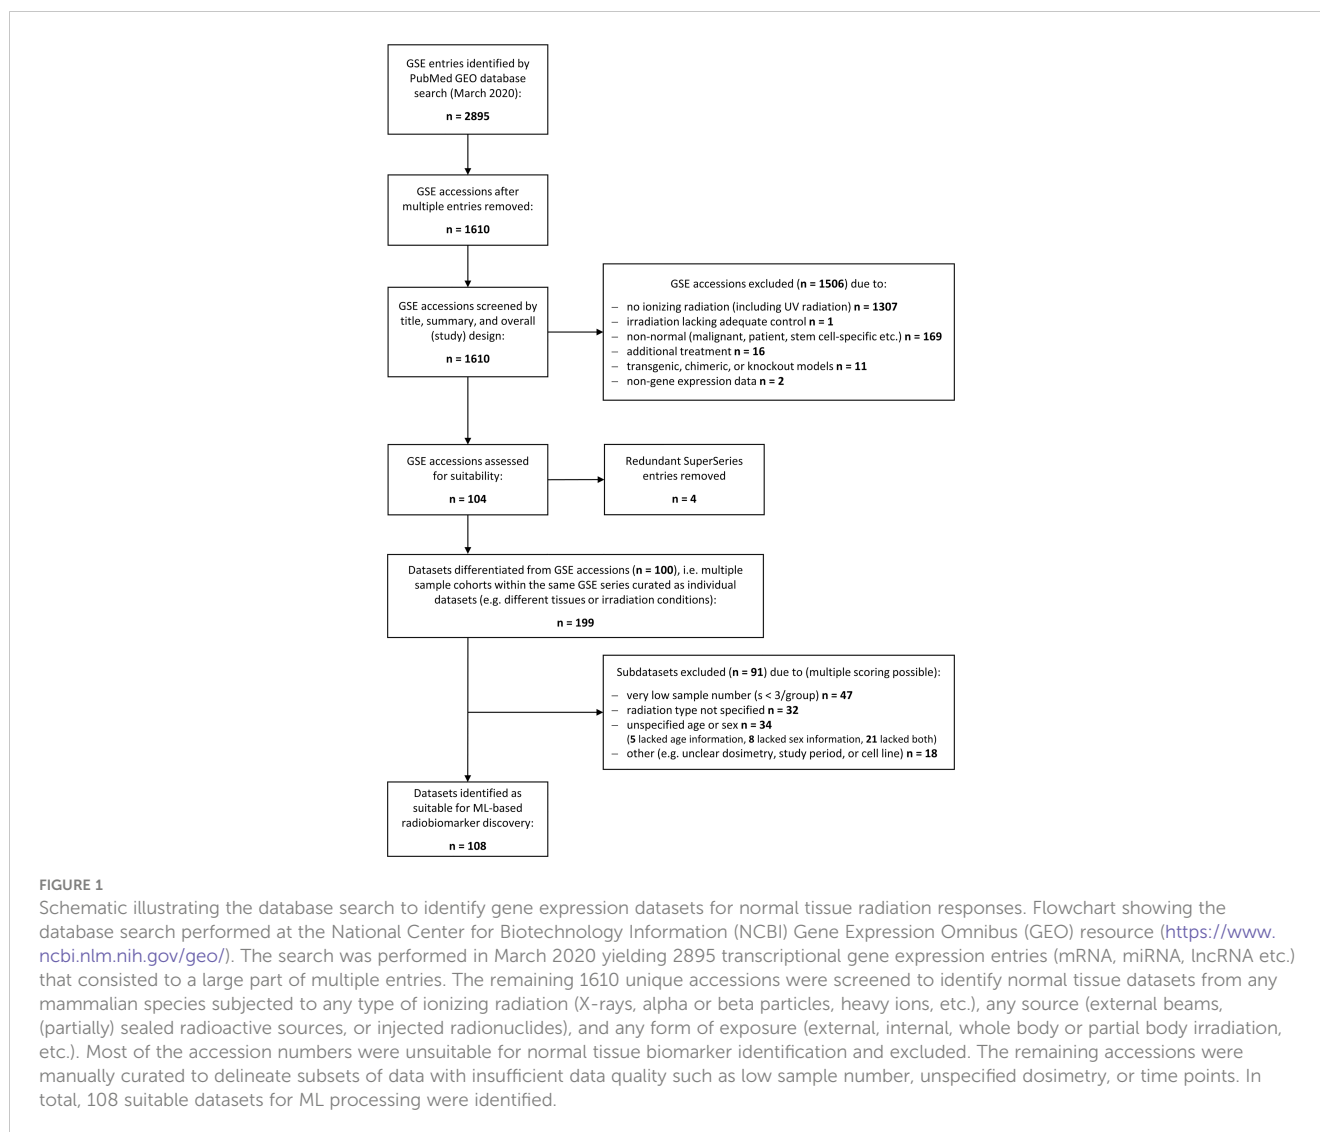 GSE entries identified by
PubMed GEO database
search (March 2020):
n = 2895
GSE accessions after
multiple entries removed:
n = 1610
GSE accessions screened by
title, summary, and overall
(study) design:
n = 1610
GSE accessions excluded (n = 1506) due to:
– no ionizing radiation (including UV radiation) n = 1307
– irradiation lacking adequate control n = 1
– non-normal (malignant, patient, stem cell-specific etc.) n = 169
– additional treatment n = 16
– transgenic, chimeric, or knockout models n = 11
– non-gene expression data n = 2
GSE accessions assessed
for suitability:
n = 104
Redundant SuperSeries
entries removed
n = 4
Datasets differentiated from GSE accessions (n = 100), i.e. multiple
sample cohorts within the same GSE series curated as individual
datasets (e.g. different tissues or irradiation conditions):
n = 199
Subdatasets excluded (n = 91) due to (multiple scoring possible):
– very low sample number (s < 3/group) n = 47
– radiation type not specified n = 32
– unspecified age or sex n = 34
(5 lacked age information, 8 lacked sex information, 21 lacked both)
– other (e.g. unclear dosimetry, study period, or cell line) n = 18
Datasets identified as
suitable for ML-based
radiobiomarker discovery:
n = 108
FIGURE 1
Schematic illustrating the database search to identify gene expression datasets for normal tissue radiation responses. Flowchart showing the
database search performed at the National Center for Biotechnology Information (NCBI) Gene Expression Omnibus (GEO) resource (https://www.
ncbi.nlm.nih.gov/geo/). The search was performed in March 2020 yielding 2895 transcriptional gene expression entries (mRNA, miRNA, lncRNA etc.)
that consisted to a large part of multiple entries. The remaining 1610 unique accessions were screened to identify normal tissue datasets from any
mammalian species subjected to any type of ionizing radiation (X-rays, alpha or beta particles, heavy ions, etc.), any source (external beams,
(partially) sealed radioactive sources, or injected radionuclides), and any form of exposure (external, internal, whole body or partial body irradiation,
etc.). Most of the accession numbers were unsuitable for normal tissue biomarker identification and excluded. The remaining accessions were
manually curated to delineate subsets of data with insufficient data quality such as low sample number, unspecified dosimetry, or time points. In
total, 108 suitable datasets for ML processing were identified.